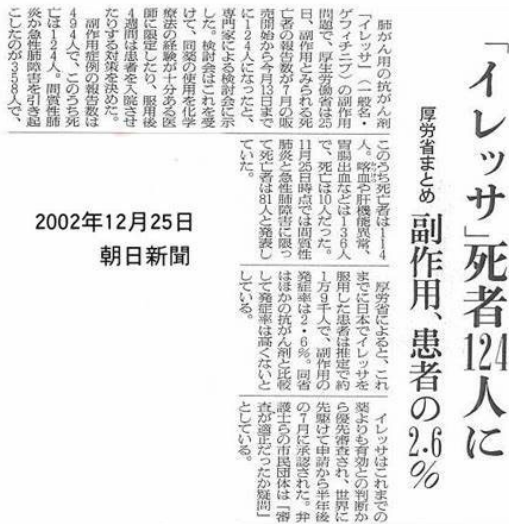 「イレッサ」死者124人に
厚労省まとめ 副作用、患者の2.6%
肺がん用の抗がん剤
「イレッサ」(一般名・
ゲフィチニブ)の副作用
問題で、厚生労働省は25
日、副作用とみられる死
亡者の報告数が7月の販
売開始から今月13日まで
に124人になったと、
専門家による検討会に示
した。検討会はこれを受
けて、同薬の使用を化学
療法の経験が十分ある医
師に限定したり、服用後
4週間は患者を入院させ
たりする対策を決めた。
副作用症例の報告数は
494人で、このうち死
亡は124人。間質性肺
炎か急性肺障害を引き起
こしたのが358人で、
このうち死亡者は114
人。喀血や肝機能異常、
胃腸出血などは136人
で、死亡は10人だった。
11月25日時点では間質性
肺炎と急性肺障害に限っ
て死亡者は81人と発表し
ていた。
厚労省によると、これ
までに日本でイレッサを
服用した患者は推定で約
1万9千人で、副作用の
発症率は2・6%。同省
はほかの抗がん剤と比較
して発症率は高くないと
している。
イレッサはこれまでの
薬よりも有効との判断か
ら優先審査され、世界に
先駆けて申請から半年後
の7月に承認された。弁
護士らの市民団体は「審
査が適正だったか疑問」
としている。
2002年12月25日
朝日新聞